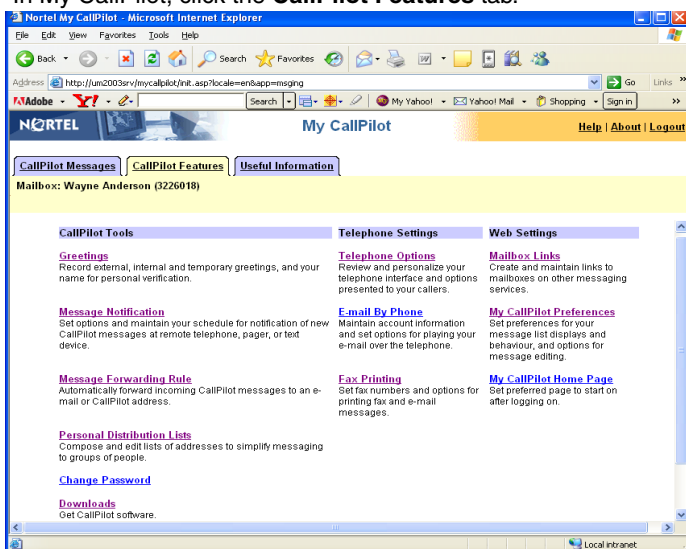 In My CallPilot, click the CallPilot Features tab.
Nortel My CallPilot - Microsoft Internet Explorer
File Edit View Favorites Tools Help
Back Search Favorites
Address http://um2003srv/mycallpilot/init.asp?locale=en&app=msging Go Links »
Adobe Y! Search My Yahoo! Yahoo! Mail Shopping Sign in »
NORTEL My CallPilot Help | About | Logout
CallPilot Messages CallPilot Features Useful Information
Mailbox: Wayne Anderson (3226018)
CallPilot Tools Telephone Settings Web Settings
Greetings Telephone Options Mailbox Links
Record external, internal and temporary greetings, and your Review and personalize your Create and maintain links to
name for personal verification. telephone interface and options mailboxes on other messaging
presented to your callers. services.
Message Notification E-mail By Phone My CallPilot Preferences
Set options and maintain your schedule for notification of new Maintain account information Set preferences for your
CallPilot messages at remote telephone, pager, or text and set options for playing your message list displays and
device. e-mail over the telephone. behaviour, and options for
message editing.
Message Forwarding Rule Fax Printing My CallPilot Home Page
Automatically forward incoming CallPilot messages to an e- Set fax numbers and options for Set preferred page to start on
mail or CallPilot address. printing fax and e-mail after logging on.
messages.
Personal Distribution Lists
Compose and edit lists of addresses to simplify messaging
to groups of people.
Change Password
Downloads
Get CallPilot software.
Local intranet